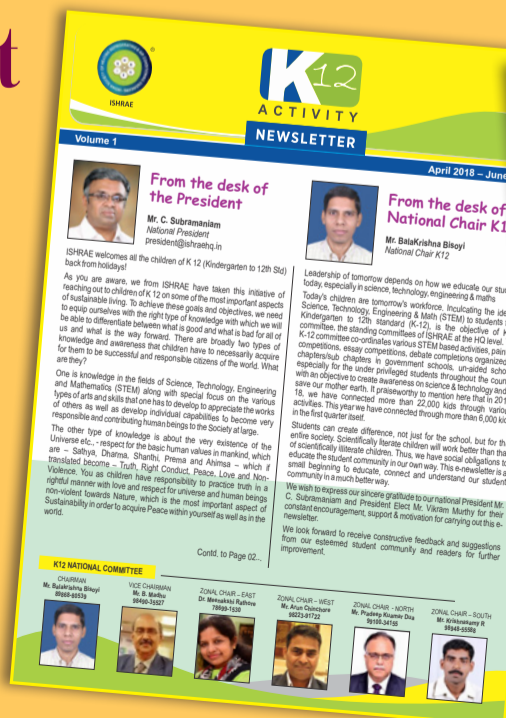 t
ISHRAE
K12
ACTIVITY
NEWSLETTER
Volume 1
April 2018 – June
From the desk of
the President
Mr. C. Subramaniam
National President
president@ishraehq.in
ISHRAE welcomes all the children of K 12 (Kindergarten to 12th Std)
back from holidays!
As you are aware, we from ISHRAE have taken this initiative of
reaching out to children of K 12 on some of the most important aspects
of sustainable living. To achieve these goals and objectives, we need
to equip ourselves with the right type of knowledge with which we will
be able to differentiate between what is good and what is bad for all of
us and what is the way forward. There are broadly two types of
knowledge and awareness that children have to necessarily acquire
for them to be successful and responsible citizens of the world. What
are they?
One is knowledge in the fields of Science, Technology, Engineering
and Mathematics (STEM) along with special focus on the various
types of arts and skills that one has to develop to appreciate the works
of others as well as develop individual capabilities to become very
responsible and contributing human beings to the Society at large.
The other type of knowledge is about the very existence of the
Universe etc., - respect for the basic human values in mankind, which
are – Sathya, Dharma, Shanthi, Prema and Ahimsa – which if
translated become – Truth, Right Conduct, Peace, Love and Non-
Violence. You as children have responsibility to practice truth in a
rightful manner with love and respect for universe and human beings
non-violent towards Nature, which is the most important aspect of
Sustainability in order to acquire Peace within yourself as well as in the
world.
Contd. to Page 02...
From the desk of
National Chair K1
Mr. BalaKrishna Bisoyi
National Chair K12
Leadership of tomorrow depends on how we educate our stu
today, especially in science, technology, engineering & maths
Today's children are tomorrow's workforce. Inculcating the ide
Science, Technology, Engineering & Math (STEM) to students
Kindergarten to 12th standard (K-12), is the objective of K
committee, the standing committees of ISHRAE at the HQ level.
K-12 committee co-ordinates various STEM based activities, pain
competitions, essay competitions, debate completions organized
chapters/sub chapters in government schools, un-aided scho
especially for the under privileged students throughout the coun
with an objective to create awareness on science & technology and
save our mother earth. It praiseworthy to mention here that in 201
18, we have connected more than 22,000 kids through vario
activities. This year we have connected through more than 6,000 kid
in the first quarter itself.
Students can create difference, not just for the school, but for th
entire society. Scientifically literate children will work better than tha
of scientifically illiterate children. Thus, we have social obligations to
educate the student community in our own way. This e-newsletter is a
small beginning to educate, connect and understand our student
community in a much better way.
We wish to express our sincere gratitude to our national President Mr.
C. Subramaniam and President Elect Mr. Vikram Murthy for their
constant encouragement, support & motivation for carrying out this e-
newsletter.
We look forward to receive constructive feedback and suggestions
from our esteemed student community and readers for further
improvement.
K12 NATIONAL COMMITTEE
CHAIRMAN
Mr. Balakrishna Bisoyi
VICE CHAIRMAN
Mr. B. Madhu
98490-35527
ZONAL CHAIR – EAST
Dr. Meenakshi Rathore
ZONAL CHAIR – WEST
Mr. Arun Chinchore
98223-01722
ZONAL CHAIR - NORTH
Mr. Pradeep Kuamr Dua
99100-34155
ZONAL CHAIR – SOUTH
Mr. Krishnamany R